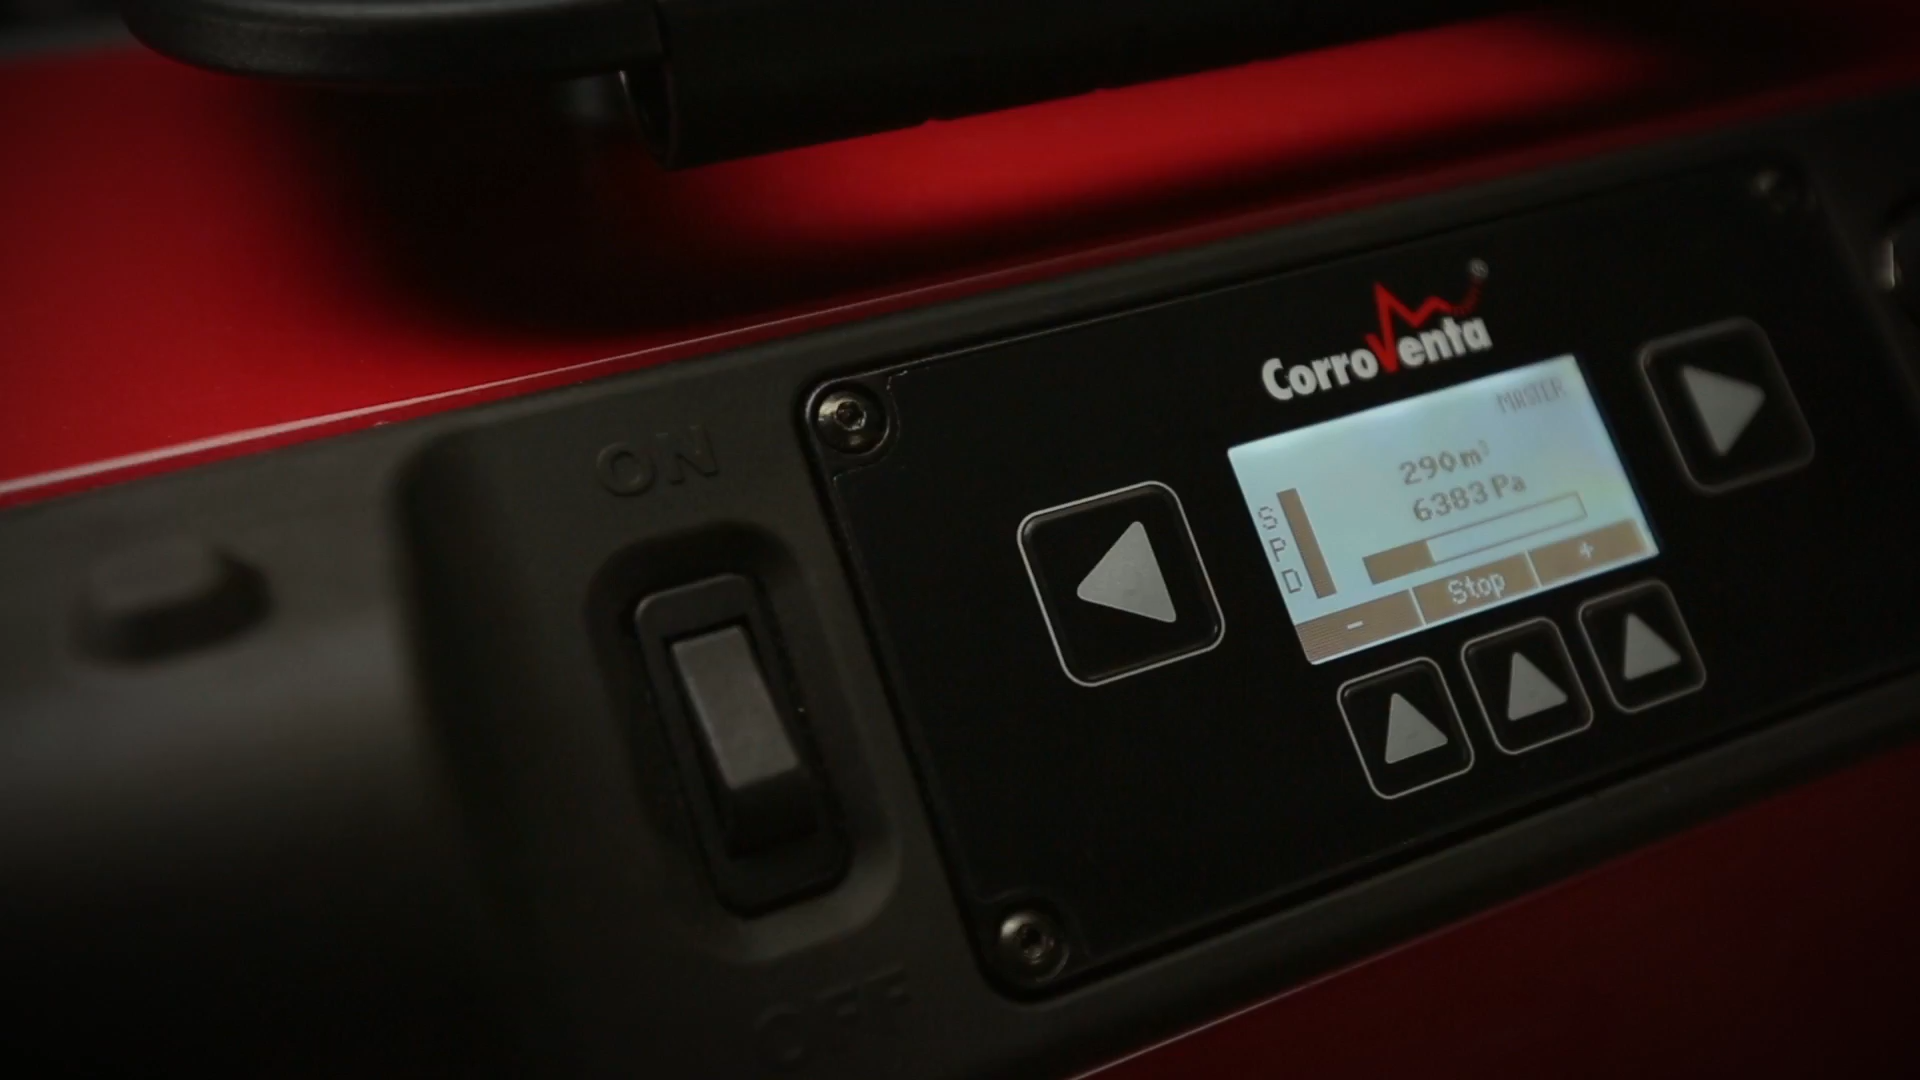 ON
OFF
CorroVenta®
MASTER
290 m³
6383 Pa
SPD
- Stop +